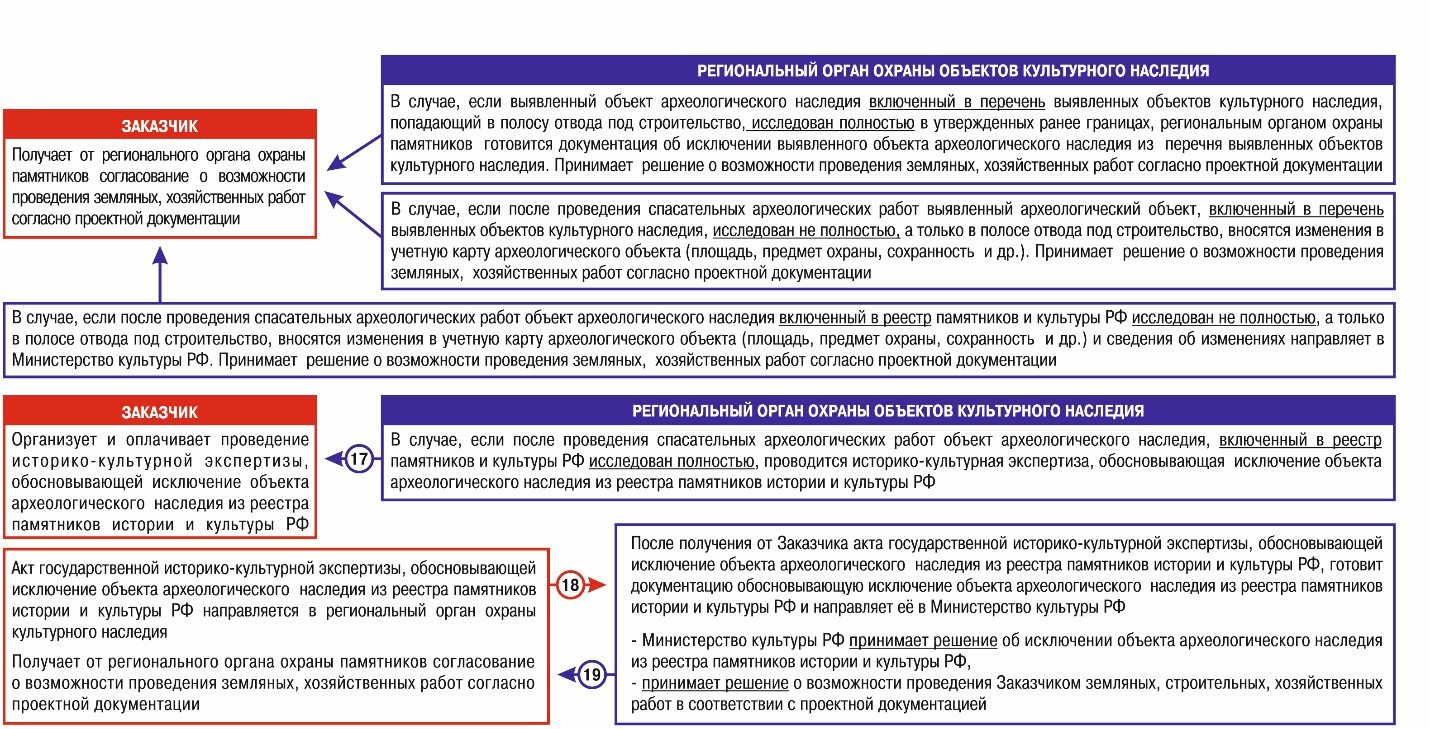 РЕГИОНАЛЬНЫЙ ОРГАН ОХРАНЫ ОБЪЕКТОВ КУЛЬТУРНОГО НАСЛЕДИЯ
В случае, если выявленный объект археологического наследия включенный в перечень выявленных объектов культурного наследия,
попадающий в полосу отвода под строительство, исследован полностью в утвержденных ранее границах, региональным органом охраны
памятников готовится документация об исключении выявленного объекта археологического наследия из перечня выявленных объектов
культурного наследия. Принимает решение о возможности проведения земляных, хозяйственных работ согласно проектной документации
ЗАКАЗЧИК
Получает от регионального органа охраны
памятников согласование о возможности
проведения земляных, хозяйственных работ
согласно проектной документации
В случае, если после проведения спасательных археологических работ выявленный археологический объект, включенный в перечень
выявленных объектов культурного наследия, исследован не полностью, а только в полосе отвода под строительство, вносятся изменения в
учетную карту археологического объекта (площадь, предмет охраны, сохранность и др.). Принимает решение о возможности проведения
земляных, хозяйственных работ согласно проектной документации
В случае, если после проведения спасательных археологических работ объект археологического наследия включенный в реестр памятников и культуры РФ исследован не полностью, а только
в полосе отвода под строительство, вносятся изменения в учетную карту археологического объекта (площадь, предмет охраны, сохранность и др.) и сведения об изменениях направляет в
Министерство культуры РФ. Принимает решение о возможности проведения земляных, хозяйственных работ согласно проектной документации
ЗАКАЗЧИК
Организует и оплачивает проведение
историко-культурной экспертизы,
обосновывающей исключение объекта
археологического наследия из реестра
памятников истории и культуры РФ
17
РЕГИОНАЛЬНЫЙ ОРГАН ОХРАНЫ ОБЪЕКТОВ КУЛЬТУРНОГО НАСЛЕДИЯ
В случае, если после проведения спасательных археологических работ объект археологического наследия, включенный в реестр
памятников и культуры РФ исследован полностью, проводится историко-культурная экспертиза, обосновывающая исключение объекта
археологического наследия из реестра памятников истории и культуры РФ
Акт государственной историко-культурной экспертизы, обосновывающей
исключение объекта археологического наследия из реестра памятников
истории и культуры РФ направляется в региональный орган охраны
культурного наследия
Получает от регионального органа охраны памятников согласование
о возможности проведения земляных, хозяйственных работ согласно
проектной документации
18
19
После получения от Заказчика акта государственной историко-культурной экспертизы, обосновывающей
исключение объекта археологического наследия из реестра памятников истории и культуры РФ, готовит
документацию обосновывающую исключение объекта археологического наследия из реестра памятников
истории и культуры РФ и направляет её в Министерство культуры РФ
- Министерство культуры РФ принимает решение об исключении объекта археологического наследия
из реестра памятников истории и культуры РФ,
- принимает решение о возможности проведения Заказчиком земляных, строительных, хозяйственных
работ в соответствии с проектной документацией